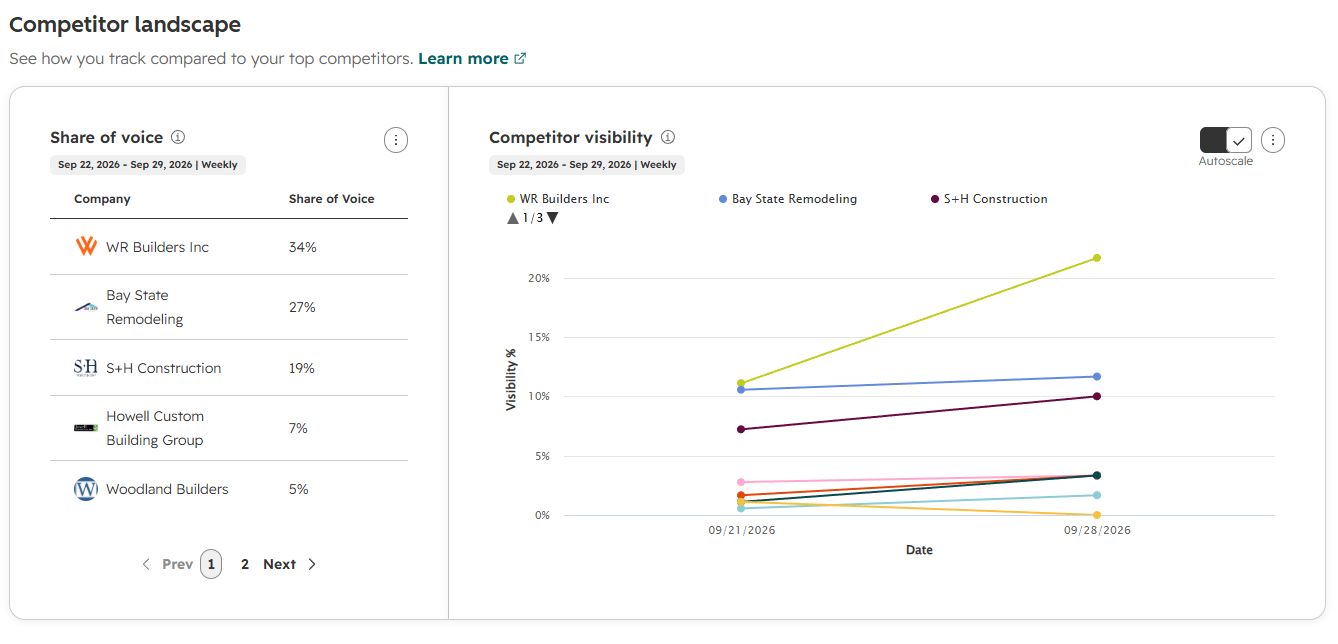 Competitor landscape
See how you track compared to your top competitors. Learn more
Share of voice
Sep 22, 2026 - Sep 29, 2026 | Weekly
Company Share of Voice
WR Builders Inc 34%
Bay State
Remodeling
27%
S+H Construction 19%
Howell Custom
Building Group
7%
Woodland Builders 5%
Prev 1 2 Next
Competitor visibility
Sep 22, 2026 - Sep 29, 2026 | Weekly
Autoscale
WR Builders Inc Bay State Remodeling S+H Construction
1/3
Visibility %
20%
15%
10%
5%
0%
09/21/2026 09/28/2026
Date